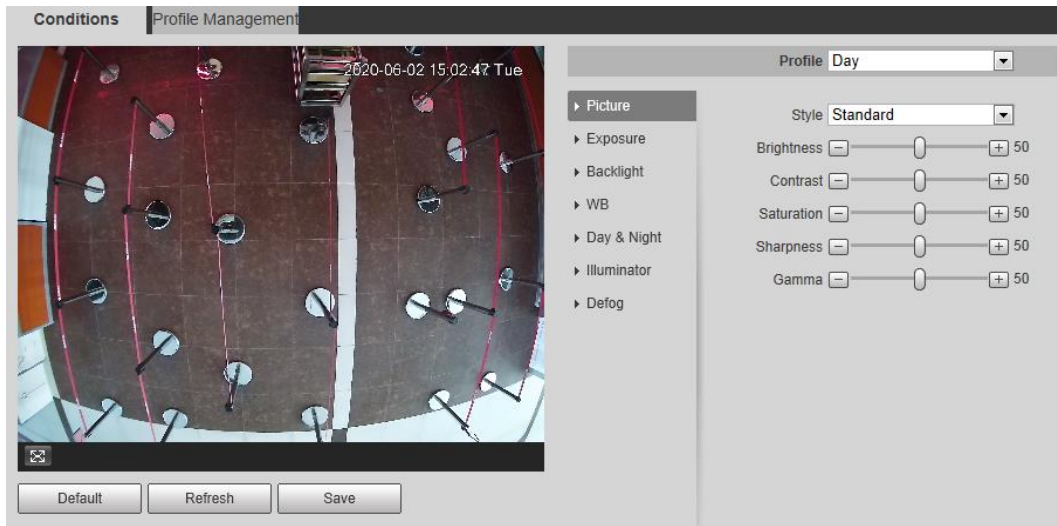 Conditions
Profile Management
2020-06-02 15:02:47 Tue
Profile Day
Picture
Exposure
Backlight
WB
Day & Night
Illuminator
Defog
Style Standard
Brightness 50
Contrast 50
Saturation 50
Sharpness 50
Gamma 50
Default Refresh Save